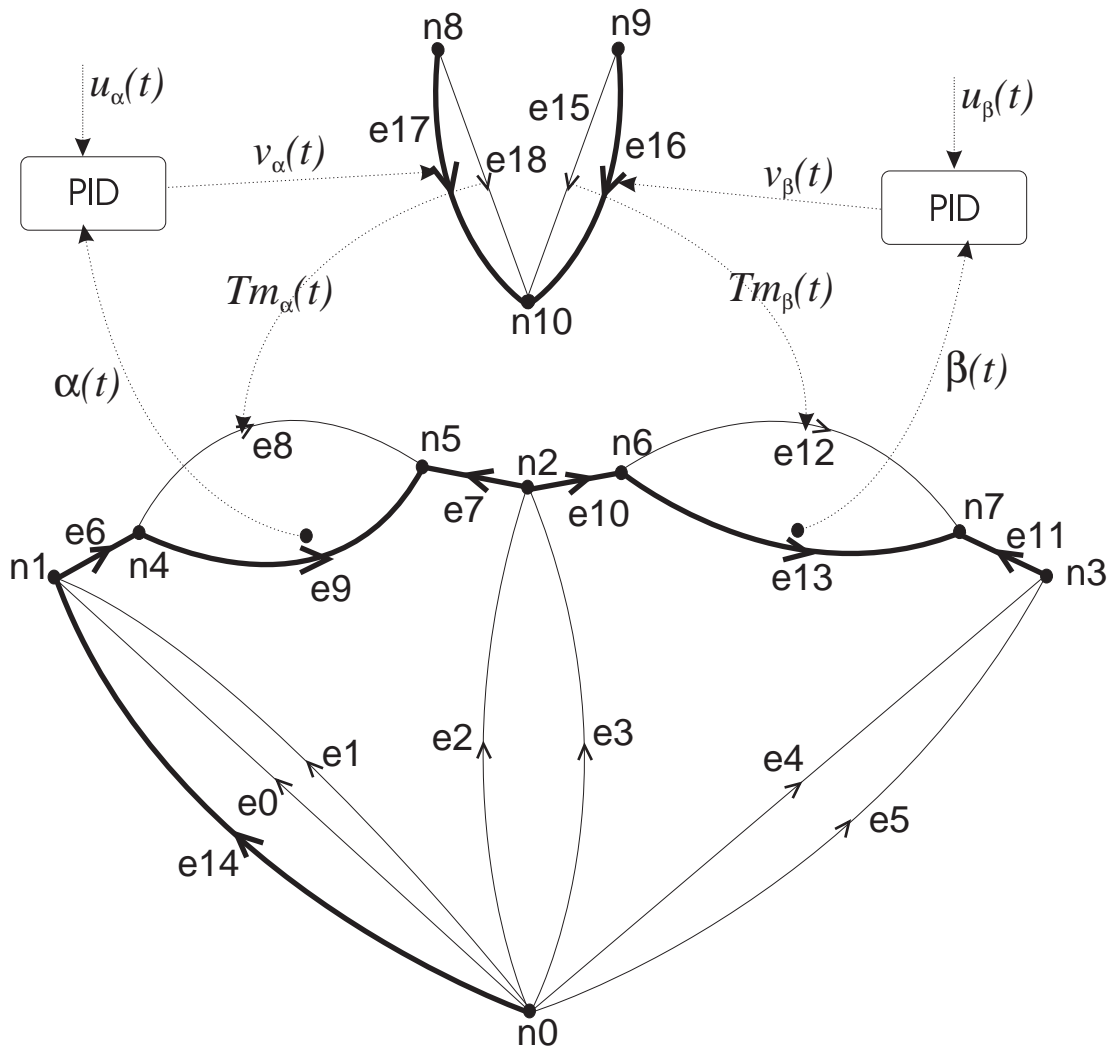 n8
n9
uα(t)
uβ(t)
e15
e17
e16
vα(t)
e18
vβ(t)
PID
PID
Tmα(t)
Tmβ(t)
n10
α(t)
β(t)
e8
n5
n2
n6
e12
e6
e7
e10
n7
e11
n1
n4
n3
e9
e13
e2
e3
e1
e4
e0
e5
e14
n0